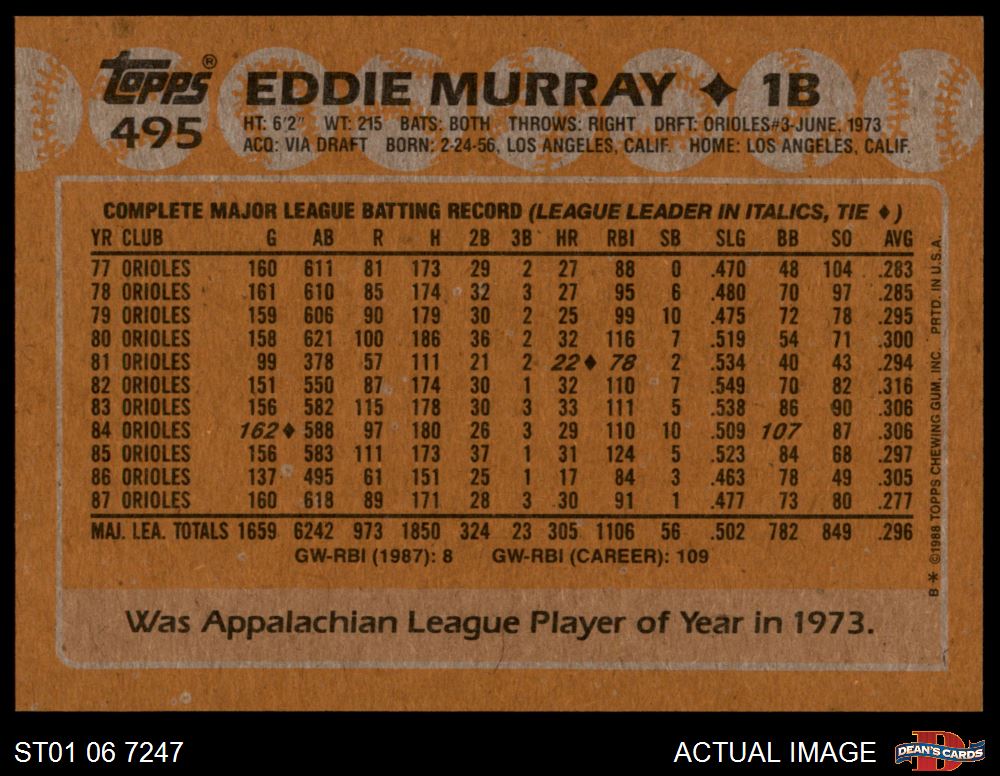 Topps® EDDIE MURRAY ✦ 1B
495 HT: 6'2" WT: 215 BATS: BOTH THROWS: RIGHT DRFT: ORIOLES#3-JUNE, 1973
ACQ: VIA DRAFT BORN: 2-24-56, LOS ANGELES, CALIF. HOME: LOS ANGELES, CALIF.
COMPLETE MAJOR LEAGUE BATTING RECORD (LEAGUE LEADER IN ITALICS, TIE ♦)
YR CLUB G AB R H 2B 3B HR RBI SB SLG BB SO AVG
77 ORIOLES 160 611 81 173 29 2 27 88 0 .470 48 104 .283
78 ORIOLES 161 610 85 174 32 3 27 95 6 .480 70 97 .285
79 ORIOLES 159 606 90 179 30 2 25 99 10 .475 72 78 .295
80 ORIOLES 158 621 100 186 36 2 32 116 7 .519 54 71 .300
81 ORIOLES 99 378 57 111 21 2 22♦ 78 2 .534 40 43 .294
82 ORIOLES 151 550 87 174 30 1 32 110 7 .549 70 82 .316
83 ORIOLES 156 582 115 178 30 3 33 111 5 .538 86 90 .306
84 ORIOLES 162♦ 588 97 180 26 3 29 110 10 .509 107 87 .306
85 ORIOLES 156 583 111 173 37 1 31 124 5 .523 84 68 .297
86 ORIOLES 137 495 61 151 25 1 17 84 3 .463 78 49 .305
87 ORIOLES 160 618 89 171 28 3 30 91 1 .477 73 80 .277
MAJ. LEA. TOTALS 1659 6242 973 1850 324 23 305 1106 56 .502 782 849 .296
GW-RBI (1987): 8 GW-RBI (CAREER): 109
Was Appalachian League Player of Year in 1973.
B* ©1988 TOPPS CHEWING GUM, INC. PRTD. IN U.S.A.
ST01 06 7247 ACTUAL IMAGE DEAN'S CARDS